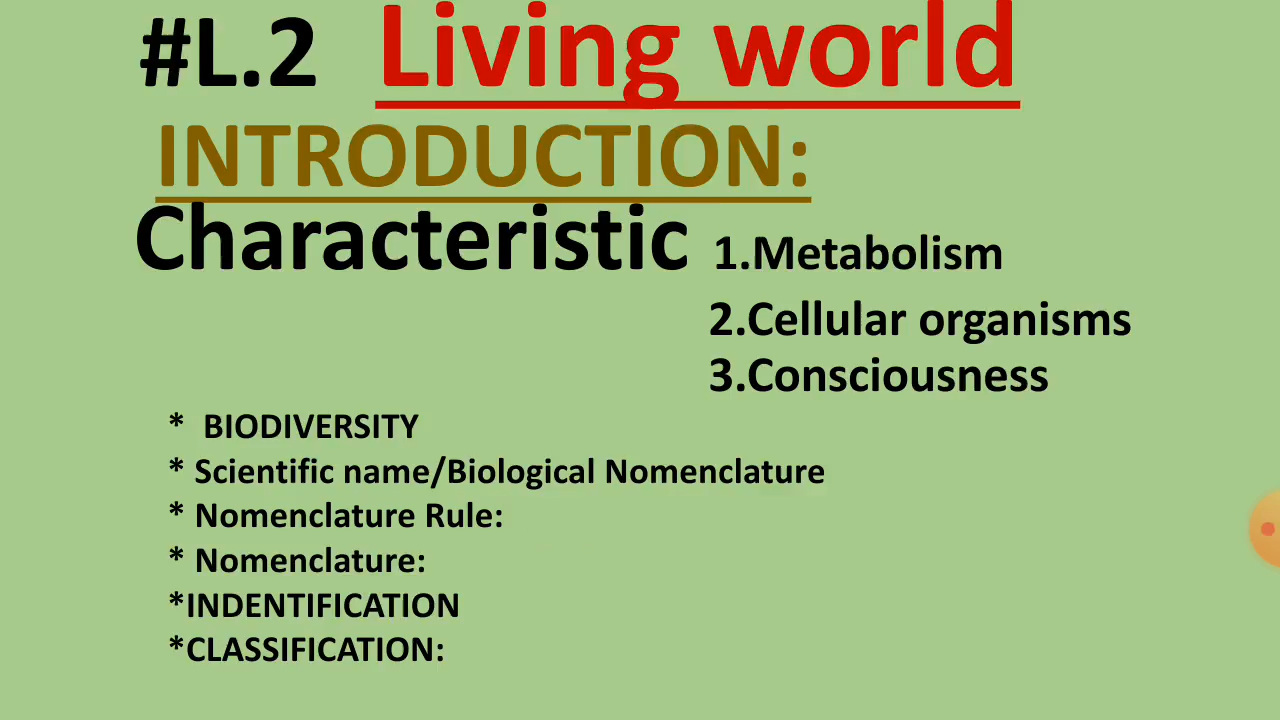 #L.2 Living world
INTRODUCTION:
Characteristic 1.Metabolism
2.Cellular organisms
3.Consciousness
* BIODIVERSITY
* Scientific name/Biological Nomenclature
* Nomenclature Rule:
* Nomenclature:
*INDENTIFICATION
*CLASSIFICATION: